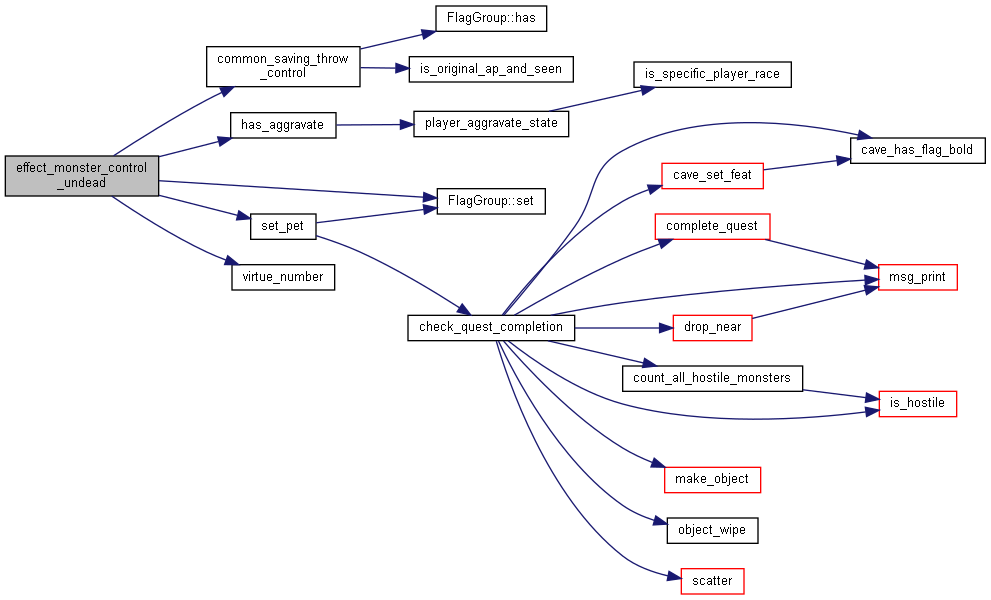 FlagGroup::has
common_saving_throw
_control
is_original_ap_and_seen
is_specific_player_race
has_aggravate
player_aggravate_state
cave_has_flag_bold
effect_monster_control
_undead
cave_set_feat
FlagGroup::set
set_pet
complete_quest
virtue_number
msg_print
check_quest_completion
drop_near
count_all_hostile_monsters
is_hostile
make_object
object_wipe
scatter